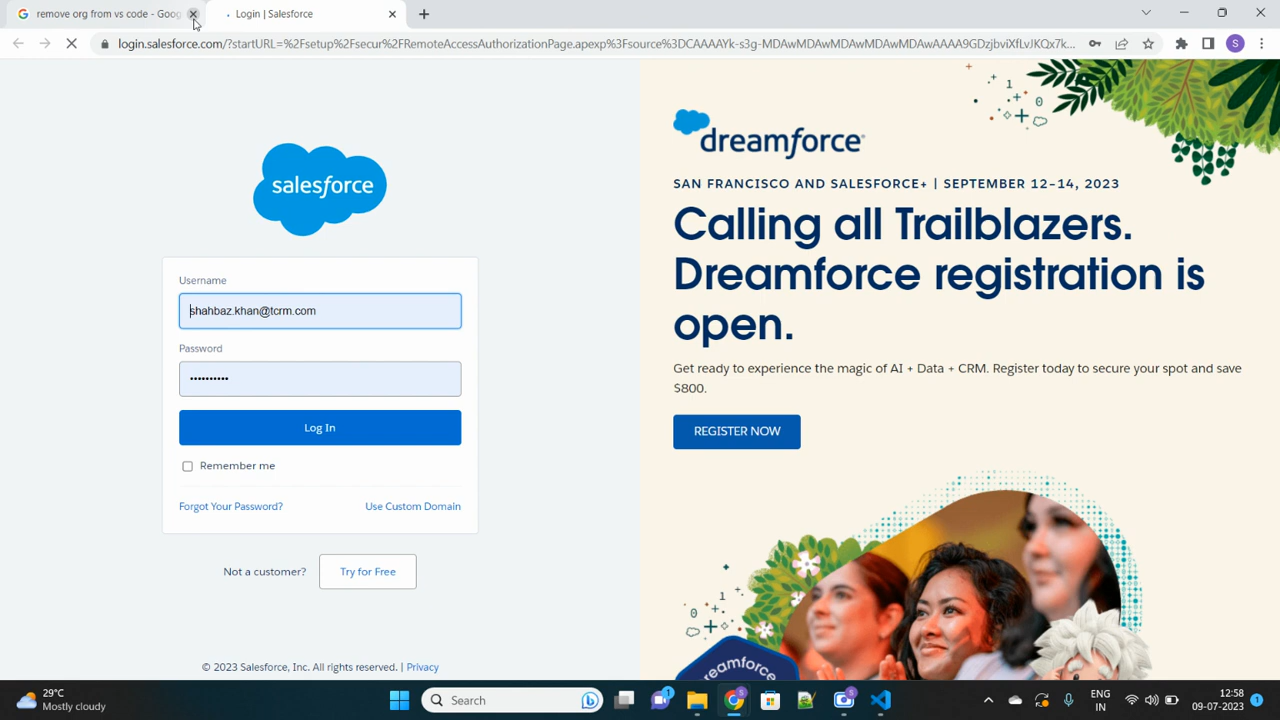 remove org from vs code - Goog
Login | Salesforce
login.salesforce.com/?startURL=%2Fsetup%2Fsecur%2FRemoteAccessAuthorizationPage.apexp%3Fsource%3DCAAAAYk-s3g-MDAwMDAwMDAwMDAwMDAwAAAA9GDzjbviXfLvJKQx7k...
S
salesforce
Username
shahbaz.khan@tcrm.com
Password
••••••••••
Log In
Remember me
Forgot Your Password?
Use Custom Domain
Not a customer?
Try for Free
© 2023 Salesforce, Inc. All rights reserved. | Privacy
dreamforce
SAN FRANCISCO AND SALESFORCE+ | SEPTEMBER 12–14, 2023
Calling all Trailblazers.
Dreamforce registration is
open.
Get ready to experience the magic of AI + Data + CRM. Register today to secure your spot and save
$800.
REGISTER NOW
dreamforce
29°C
Mostly cloudy
Search
ENG
IN
12:58
09-07-2023